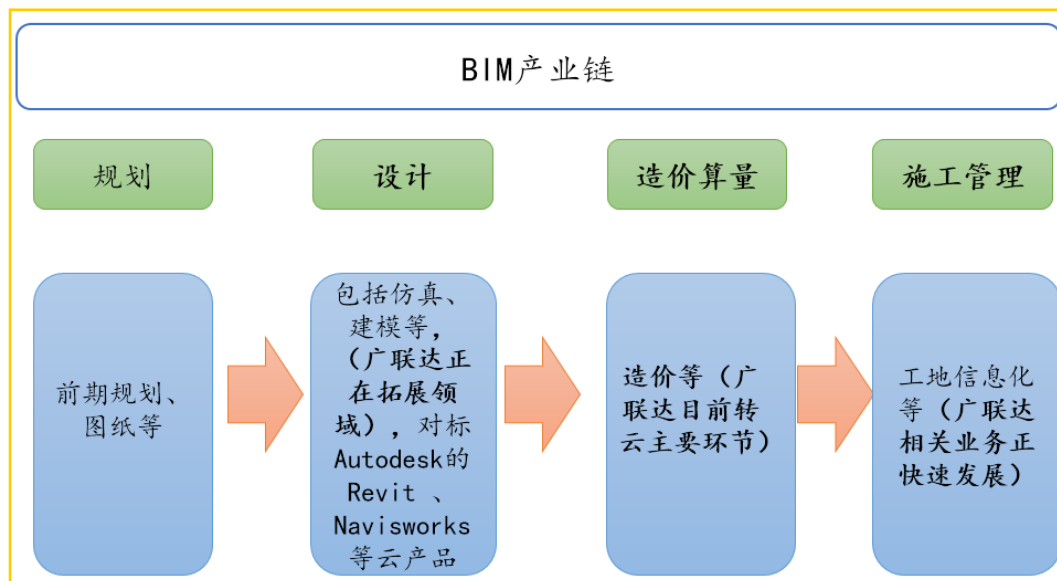 BIM产业链
规划
设计
造价算量
施工管理
前期规划、
图纸等
包括仿真、
建模等，
（广联达正
在拓展领
域），对标
Autodesk的
Revit 、
Navisworks
等云产品
造价等（广
联达目前转
云主要环节）
工地信息化
等（广联达
相关业务正
快速发展）